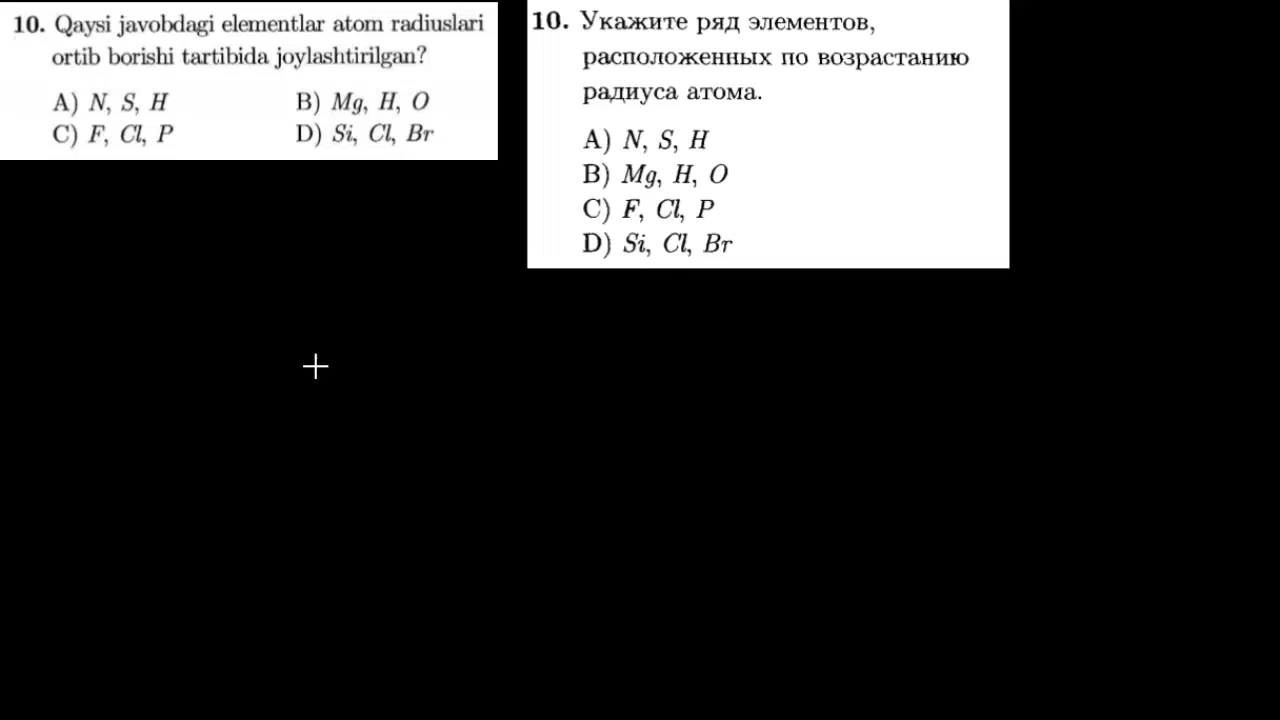 10. Qaysi javobdagi elementlar atom radiuslari
ortib borishi tartibida joylashtirilgan?
A) N, S, H B) Mg, H, O
C) F, Cl, P D) Si, Cl, Br
10. Укажите ряд элементов,
расположенных по возрастанию
радиуса атома.
A) N, S, H
B) Mg, H, O
C) F, Cl, P
D) Si, Cl, Br